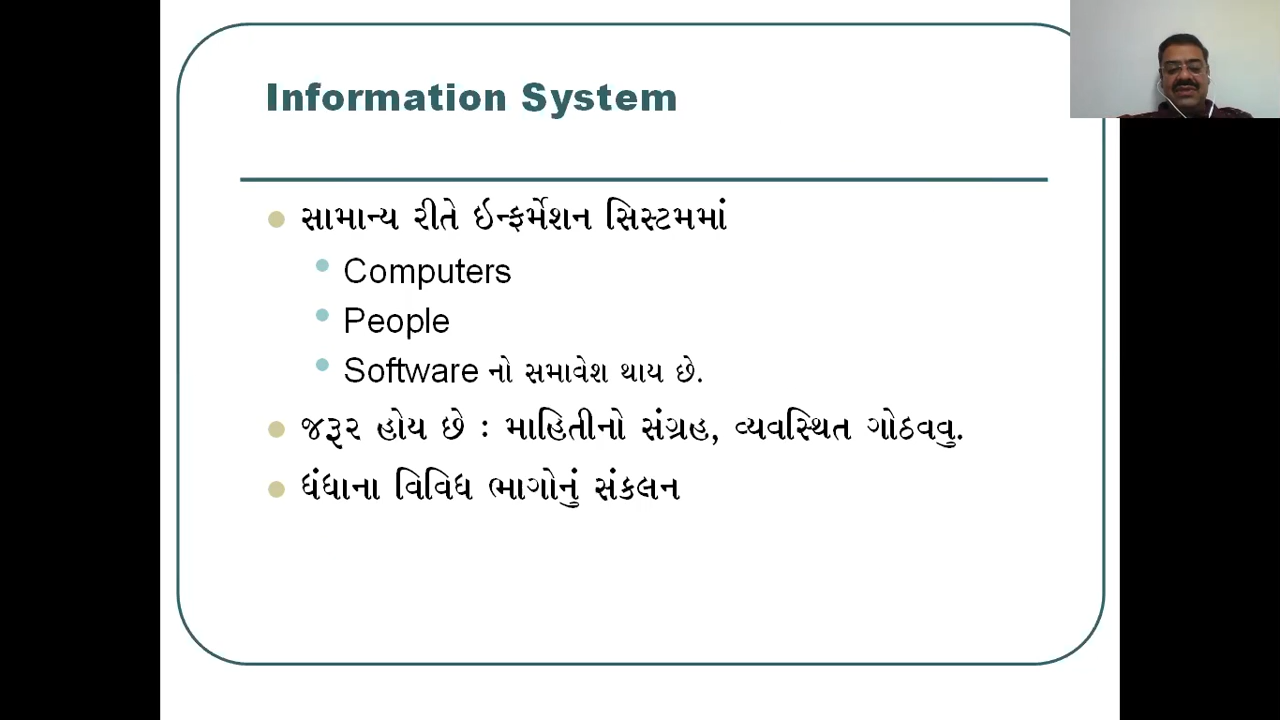 Information System
સામાન્ય રીતે ઇન્ફર્મેશન સિસ્ટમમાં
Computers
People
Software નો સમાવેશ થાય છે.
જરૂર હોય છે : માહિતીનો સંગ્રહ, વ્યવસ્થિત ગોઠવવુ.
ધંધાના વિવિધ ભાગોનું સંકલન